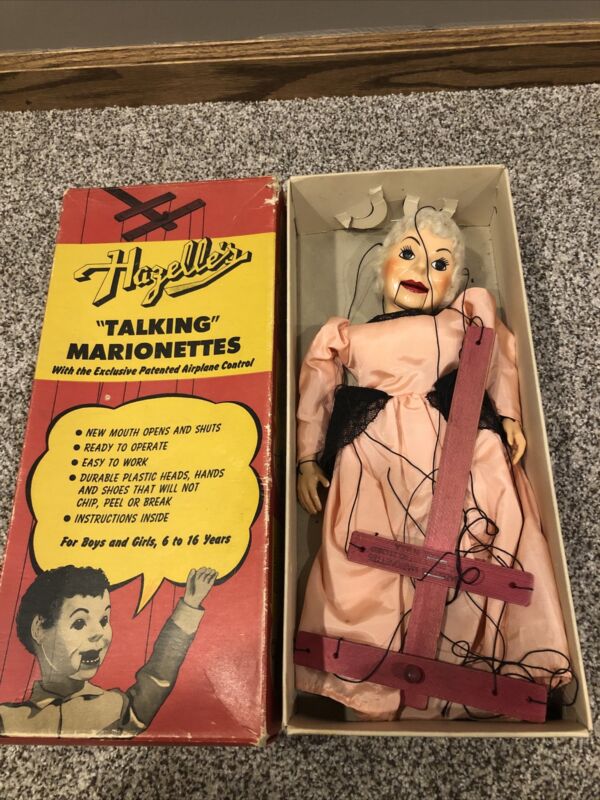 Hazelle's
"TALKING"
MARIONETTES
With the Exclusive Patented Airplane Control
• NEW MOUTH OPENS AND SHUTS
• READY TO OPERATE
• EASY TO WORK
• DURABLE PLASTIC HEADS, HANDS
AND SHOES THAT WILL NOT
CHIP, PEEL OR BREAK
• INSTRUCTIONS INSIDE
For Boys and Girls, 6 to 16 Years